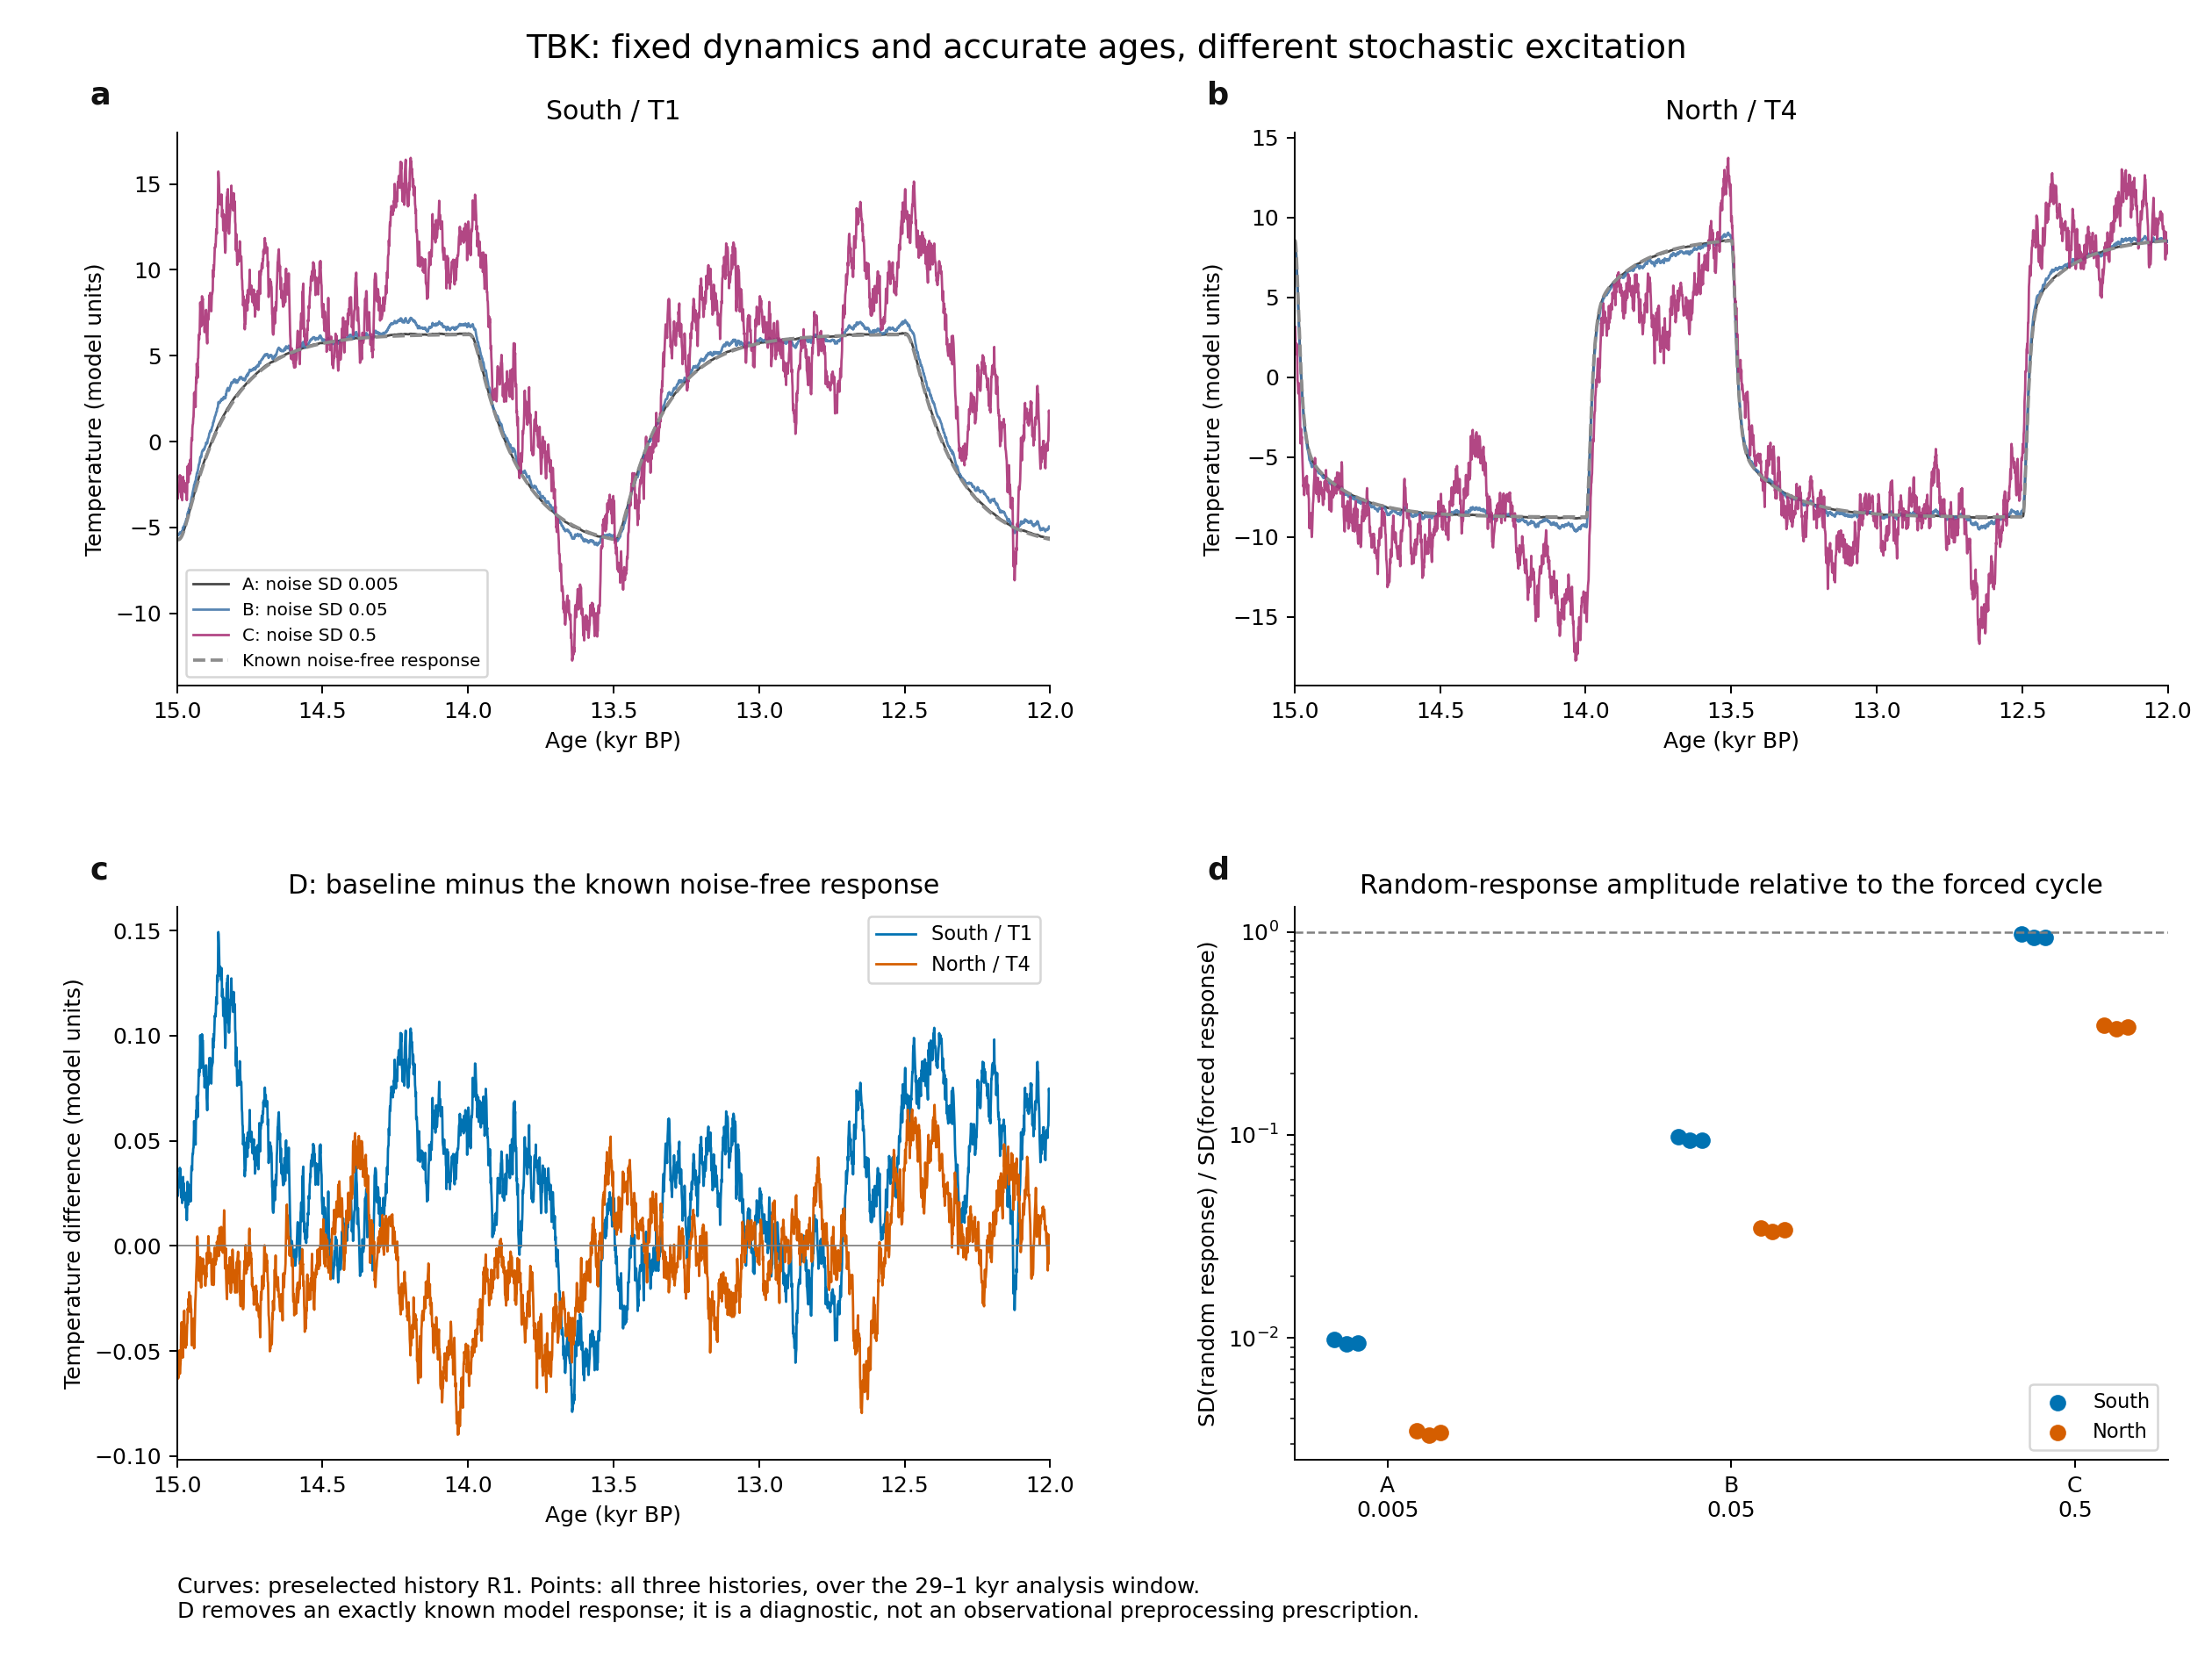 TBK: fixed dynamics and accurate ages, different stochastic excitation
a
South / T1
Temperature (model units)
15
10
5
0
−5
−10
A: noise SD 0.005
B: noise SD 0.05
C: noise SD 0.5
Known noise-free response
15.0 14.5 14.0 13.5 13.0 12.5 12.0
Age (kyr BP)
b
North / T4
Temperature (model units)
15
10
5
0
−5
−10
−15
15.0 14.5 14.0 13.5 13.0 12.5 12.0
Age (kyr BP)
c
D: baseline minus the known noise-free response
Temperature difference (model units)
0.15
0.10
0.05
0.00
−0.05
−0.10
South / T1
North / T4
15.0 14.5 14.0 13.5 13.0 12.5 12.0
Age (kyr BP)
d
Random-response amplitude relative to the forced cycle
SD(random response) / SD(forced response)
10⁰
10⁻¹
10⁻²
South
North
A B C
0.005 0.05 0.5
Curves: preselected history R1. Points: all three histories, over the 29–1 kyr analysis window.
D removes an exactly known model response; it is a diagnostic, not an observational preprocessing prescription.